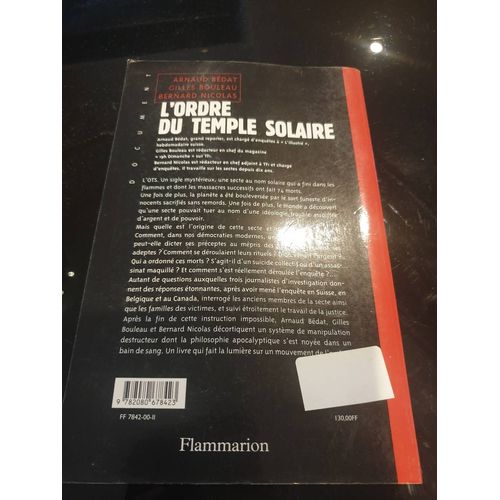 DOCUMENT
ARNAUD BÉDAT
GILLES BOULEAU
BERNARD NICOLAS
L'ORDRE
DU TEMPLE SOLAIRE
Arnaud Bédat, grand reporter, est chargé d'enquêtes à « L'Illustré »,
hebdomadaire suisse.
Gilles Bouleau est rédacteur en chef du magazine
« 19h Dimanche » sur TF1.
Bernard Nicolas est rédacteur en chef adjoint à TF1 et chargé
d'enquêtes. Il travaille sur les sectes depuis dix ans.
L'OTS. Un sigle mystérieux, une secte au nom solaire qui a fini dans les
flammes et dont les massacres successifs ont fait 74 morts.
Une fois de plus, la planète a été bouleversée par le sort funeste d'in-
nocents sacrifiés sans remords. Une fois de plus, le monde a découvert
qu'une secte pouvait tuer au nom d'une idéologie trouble
d'argent et de pouvoir.
Mais quelle est l'origine de cette secte et
Comment, dans nos démocraties modernes, un
peut-elle dicter ses préceptes au mépris des
adeptes ? Comment se déroulaient leurs rituels ?
Qui a ordonné ces morts ? S'agit-il d'un suicide collectif ou d'un assas-
sinat maquillé ? Et comment s'est réellement déroulée l'enquête ?...
Autant de questions auxquelles trois journalistes d'investigation don-
nent des réponses étonnantes, après avoir mené l'enquête en Suisse, en
Belgique et au Canada, interrogé les anciens membres de la secte ainsi
que les familles des victimes, et suivi étroitement le travail de la justice.
Après la fin de cette instruction impossible, Arnaud Bédat, Gilles
Bouleau et Bernard Nicolas décortiquent un système de manipulation
destructeur dont la philosophie apocalyptique s'est noyée dans un
bain de sang. Un livre qui fait la lumière sur un mouvement de
9 782080 678423
FF 7842-00-II
130,00FF
Flammarion